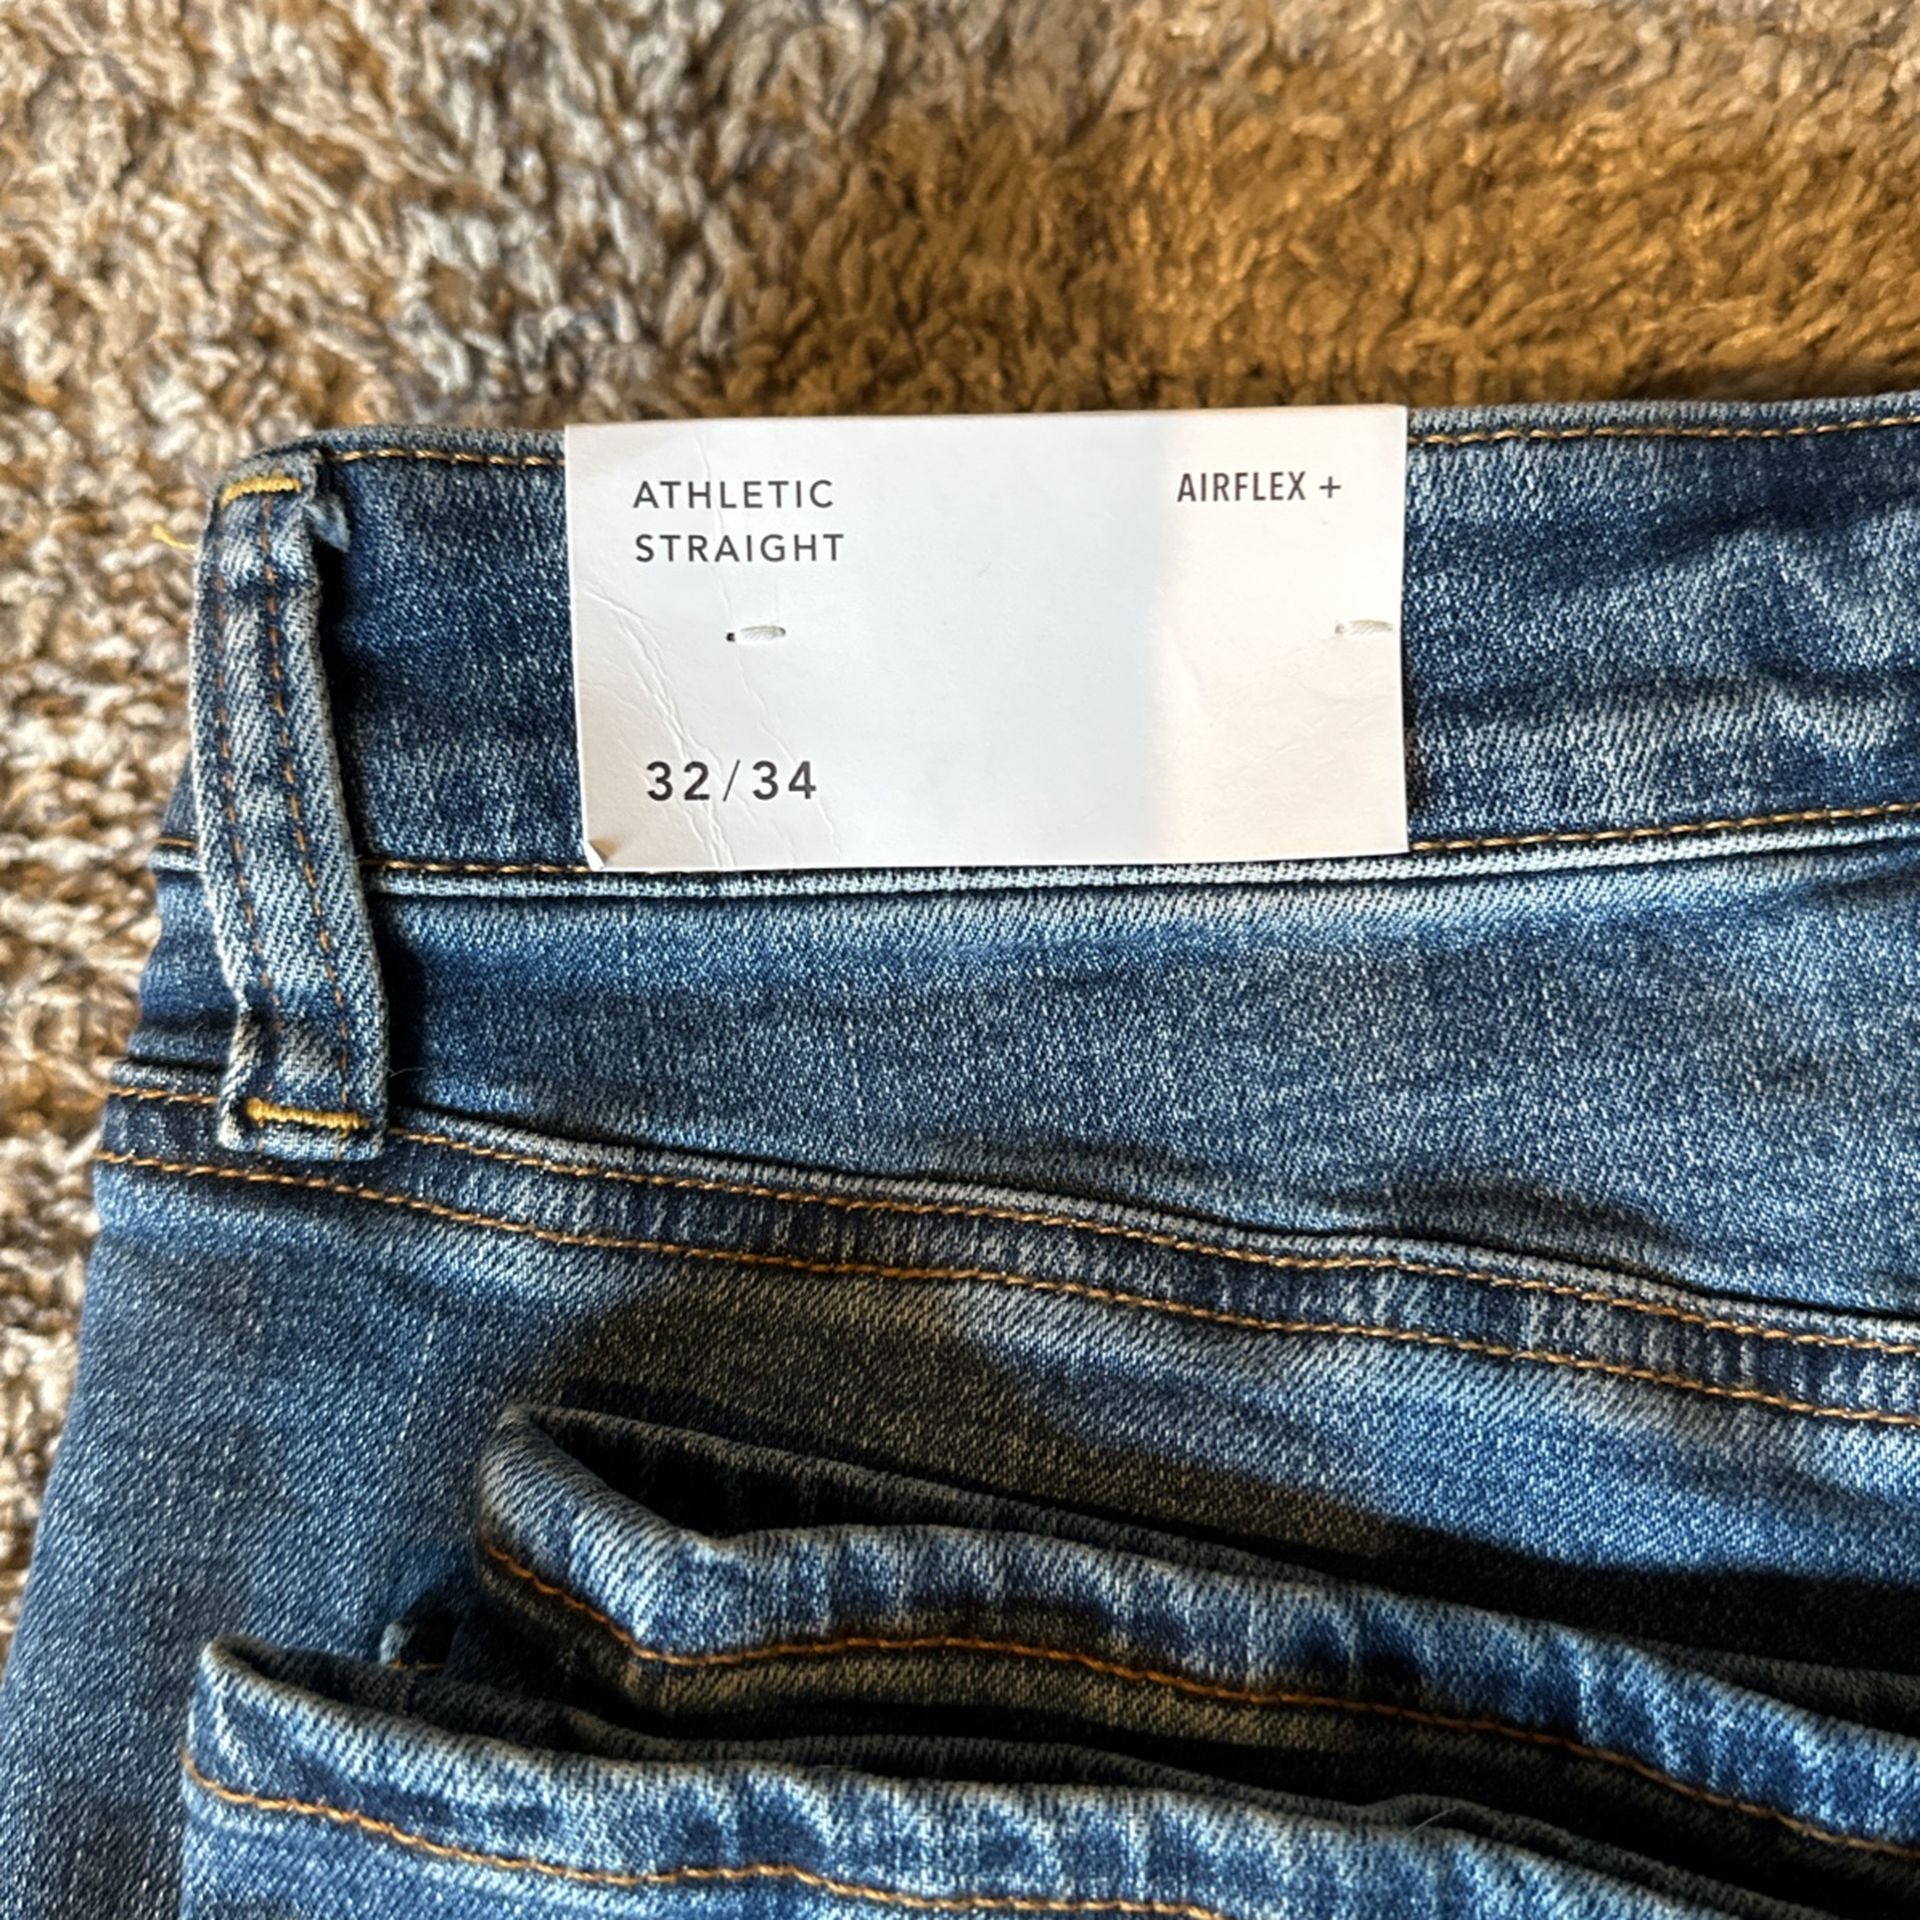 ATHLETIC
STRAIGHT
AIRFLEX +
32/34